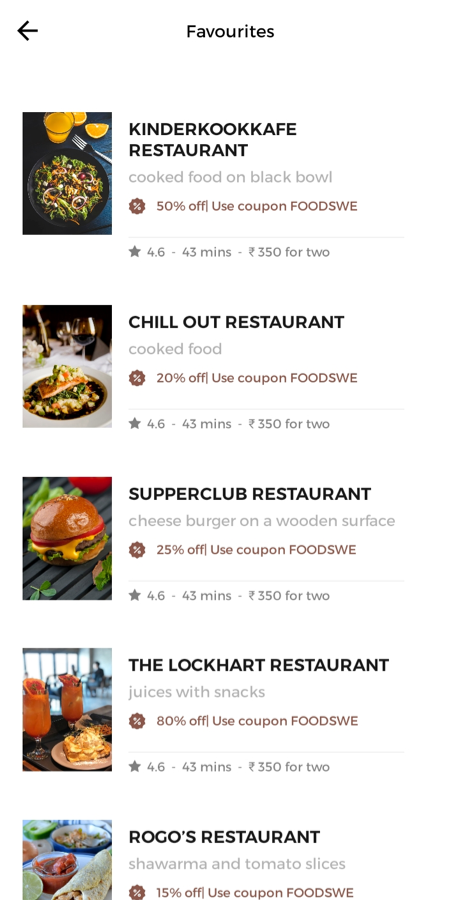 Favourites
KINDERKOOKKAFE
RESTAURANT
cooked food on black bowl
50% off| Use coupon FOODSWE
4.6 - 43 mins - ₹ 350 for two
CHILL OUT RESTAURANT
cooked food
20% off| Use coupon FOODSWE
4.6 - 43 mins - ₹ 350 for two
SUPPERCLUB RESTAURANT
cheese burger on a wooden surface
25% off| Use coupon FOODSWE
4.6 - 43 mins - ₹ 350 for two
THE LOCKHART RESTAURANT
juices with snacks
80% off| Use coupon FOODSWE
4.6 - 43 mins - ₹ 350 for two
ROGO’S RESTAURANT
shawarma and tomato slices
15% off| Use coupon FOODSWE